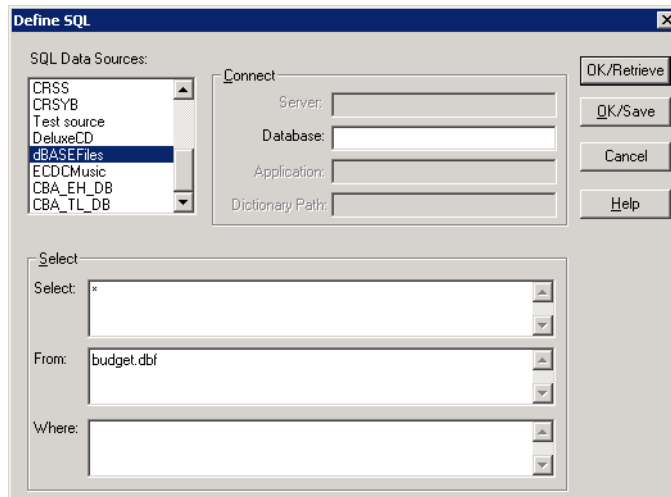 Define SQL
SQL Data Sources:
CRSS
CRSYB
Test source
DeluxeCD
dBASEFiles
ECDCMusic
CBA_EH_DB
CBA_TL_DB
Connect
Server:
Database:
Application:
Dictionary Path:
OK/Retrieve
OK/Save
Cancel
Help
Select
Select: *
From: budget.dbf
Where: